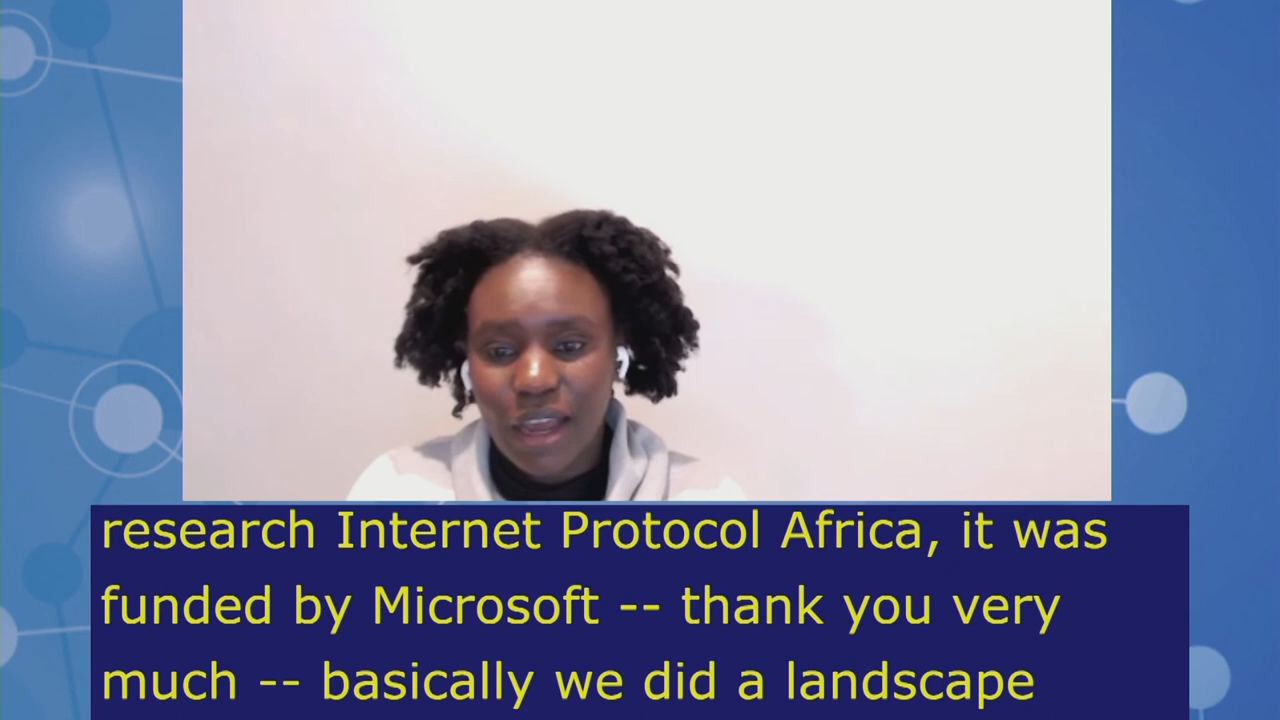 research Internet Protocol Africa, it was
funded by Microsoft -- thank you very
much -- basically we did a landscape